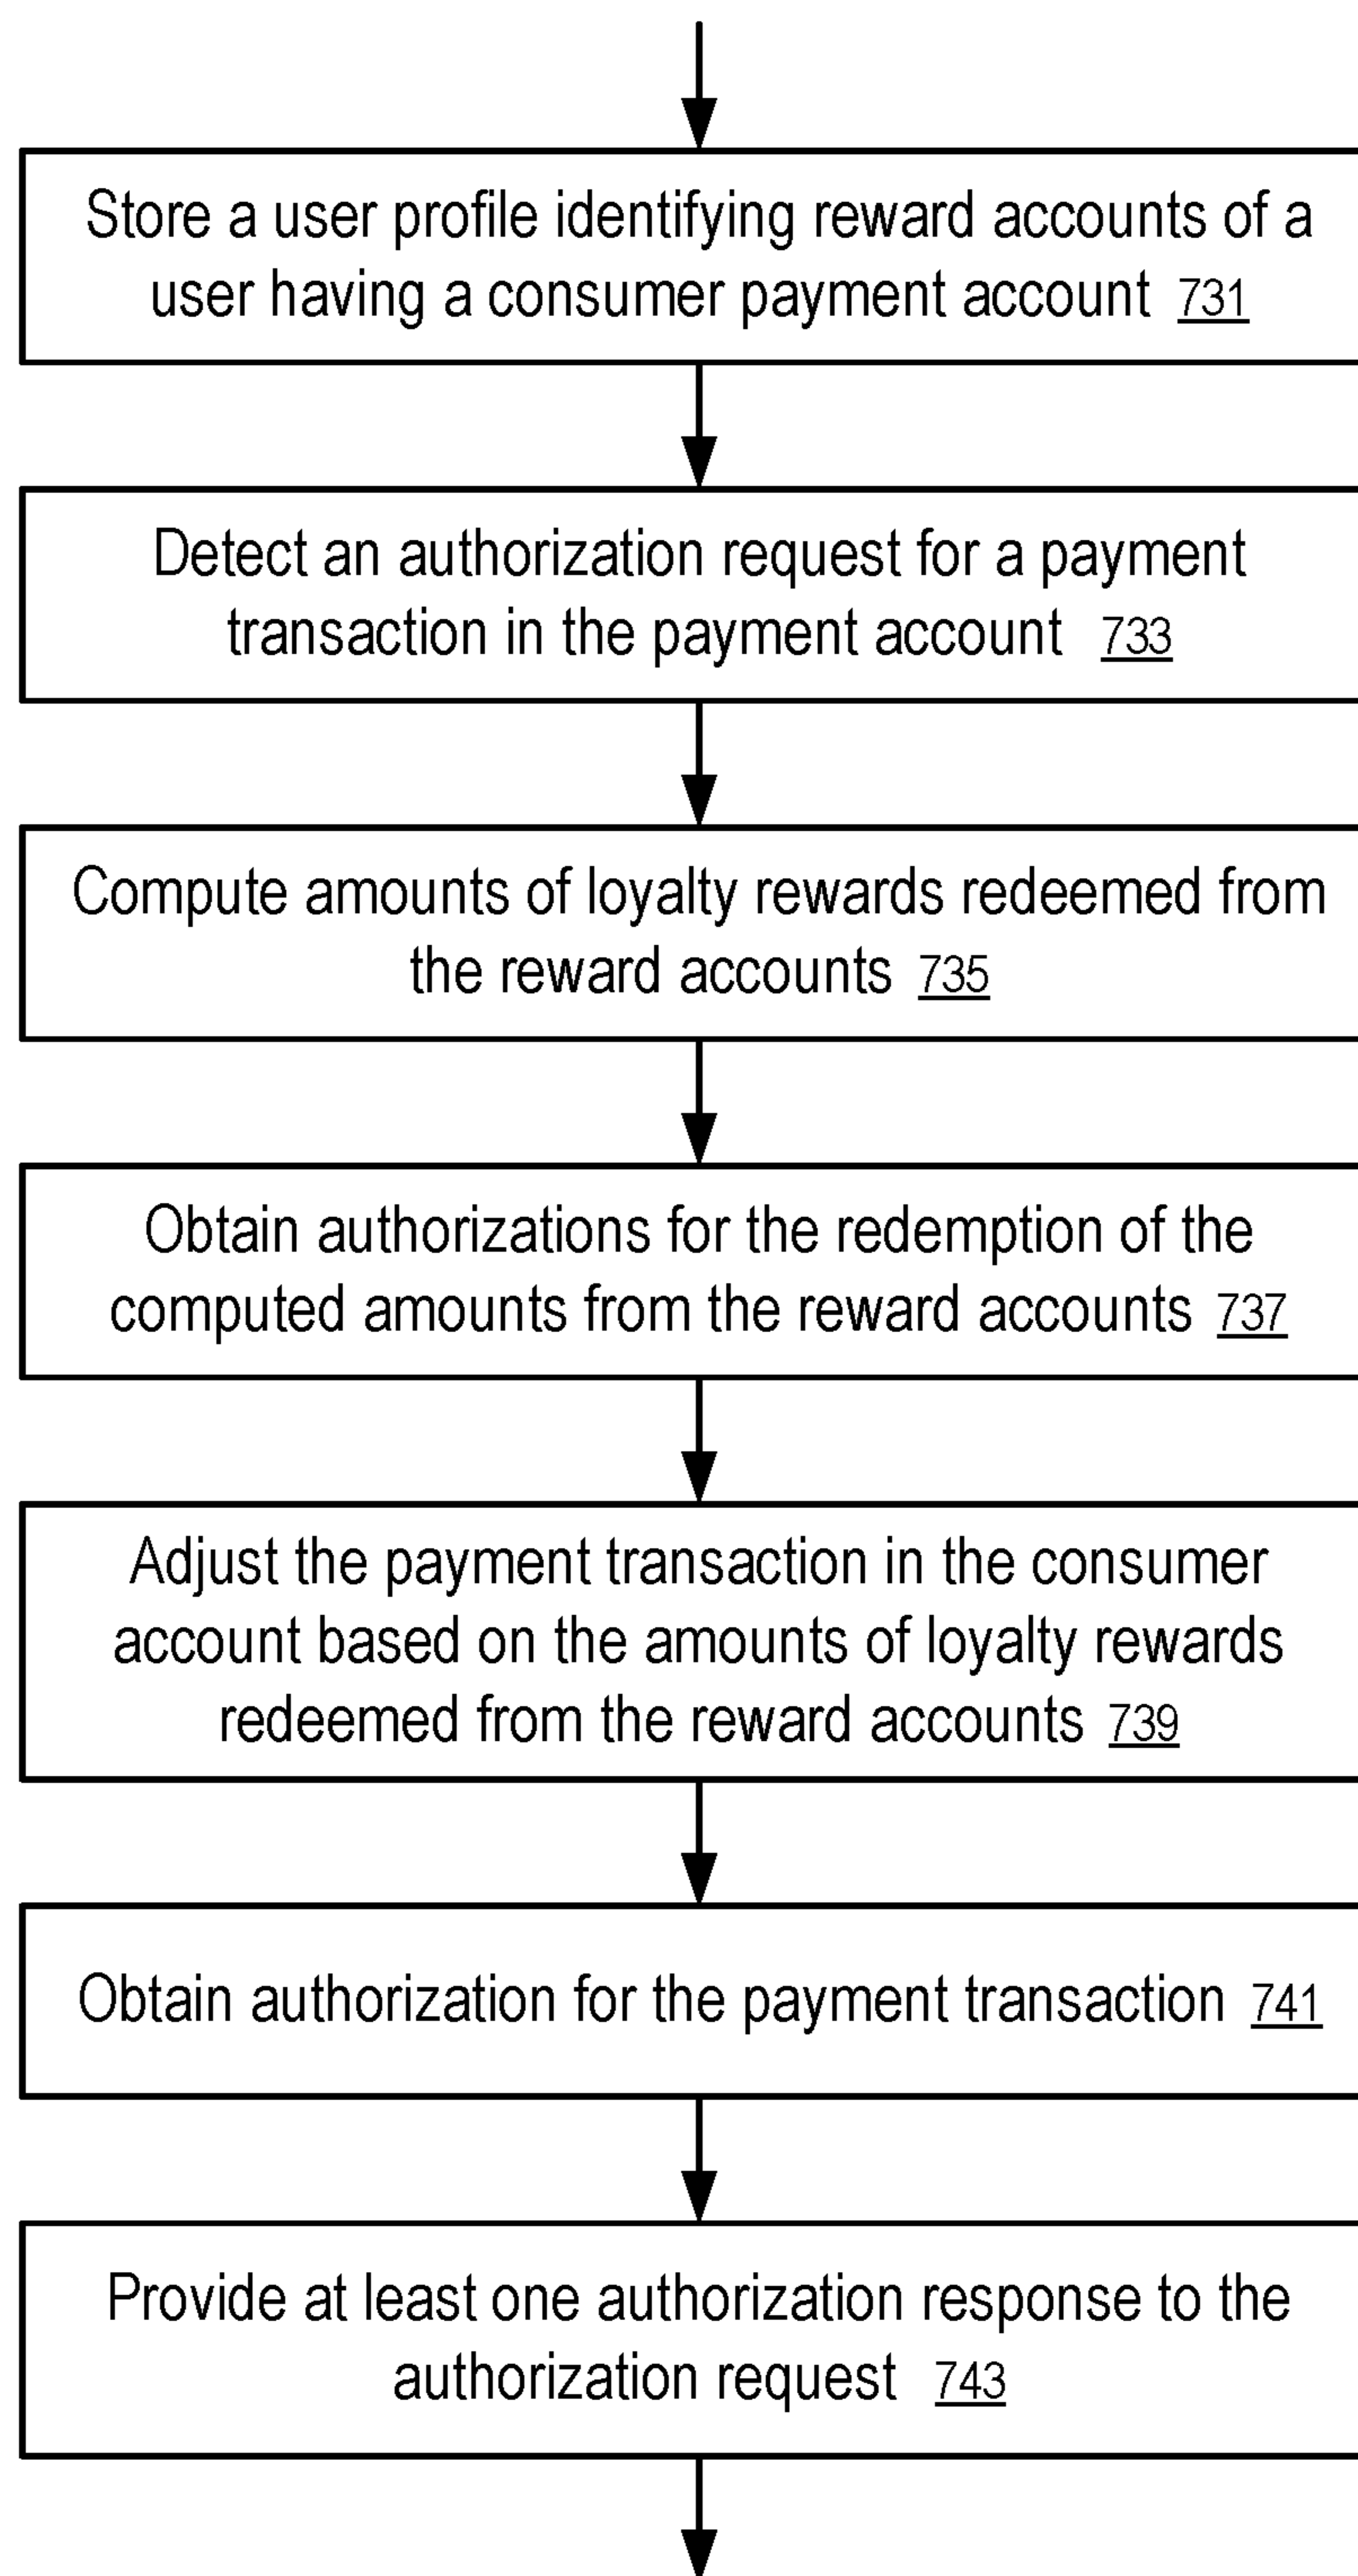 Store a user profile identifying reward accounts of a
user having a consumer payment account 731
Detect an authorization request for a payment
transaction in the payment account 733
Compute amounts of loyalty rewards redeemed from
the reward accounts 735
Obtain authorizations for the redemption of the
computed amounts from the reward accounts 737
Adjust the payment transaction in the consumer
account based on the amounts of loyalty rewards
redeemed from the reward accounts 739
Obtain authorization for the payment transaction 741
Provide at least one authorization response to the
authorization request 743